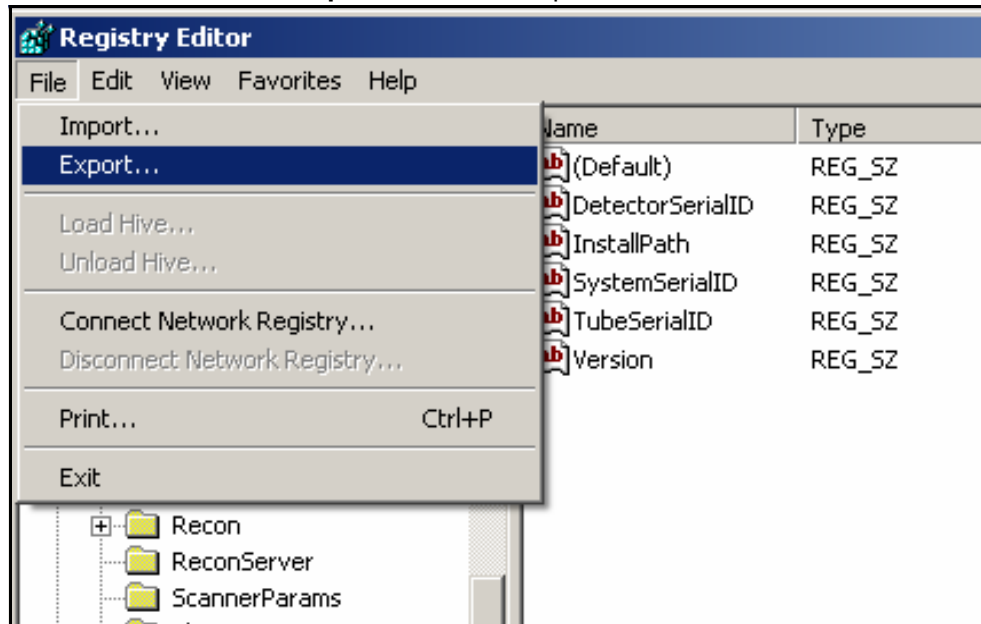 Registry Editor
File Edit View Favorites Help
Import...
Export...
Load Hive...
Unload Hive...
Connect Network Registry...
Disconnect Network Registry...
Print... Ctrl+P
Exit
Name Type
(Default) REG_SZ
DetectorSerialID REG_SZ
InstallPath REG_SZ
SystemSerialID REG_SZ
TubeSerialID REG_SZ
Version REG_SZ
Recon
ReconServer
ScannerParams